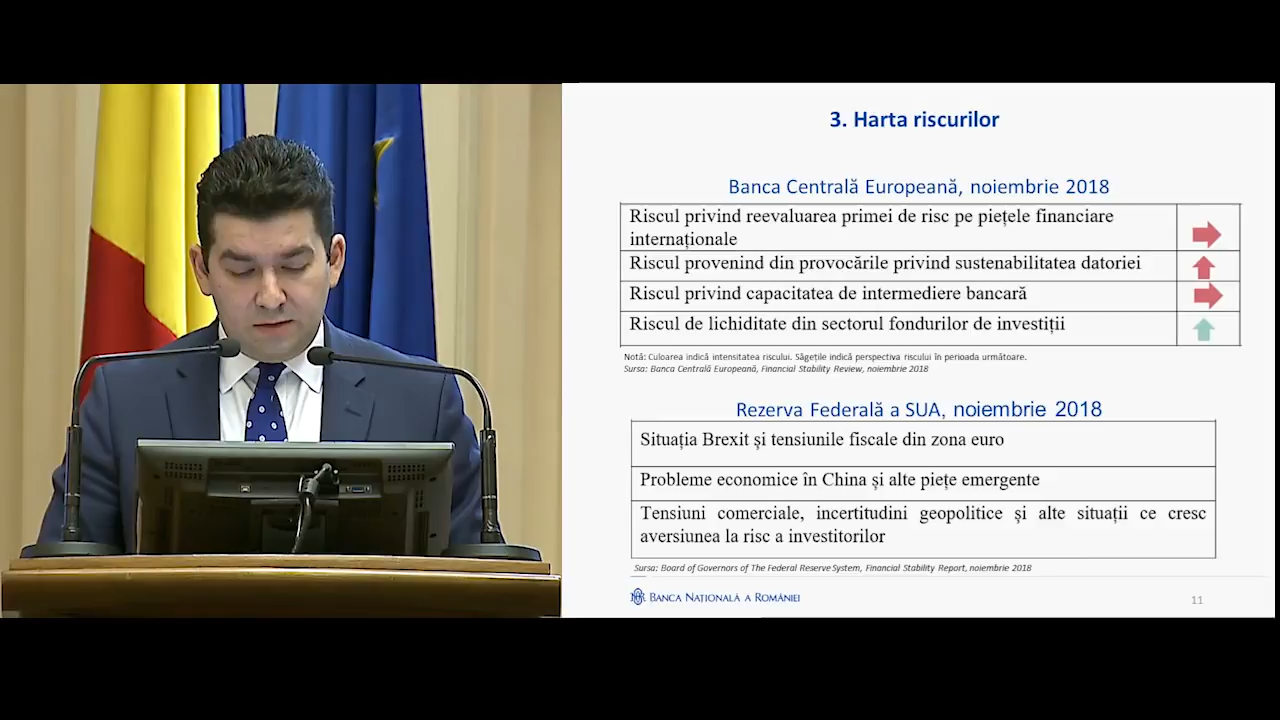 3. Harta riscurilor
Banca Centrală Europeană, noiembrie 2018
Riscul privind reevaluarea primei de risc pe piețele financiare
internaționale
Riscul provenind din provocările privind sustenabilitatea datoriei
Riscul privind capacitatea de intermediere bancară
Riscul de lichiditate din sectorul fondurilor de investiții
Notă: Culoarea indică intensitatea riscului. Săgețile indică perspectiva riscului în perioada următoare.
Sursa: Banca Centrală Europeană, Financial Stability Review, noiembrie 2018
Rezerva Federală a SUA, noiembrie 2018
Situația Brexit și tensiunile fiscale din zona euro
Probleme economice în China și alte piețe emergente
Tensiuni comerciale, incertitudini geopolitice și alte situații ce cresc
aversiunea la risc a investitorilor
Sursa: Board of Governors of The Federal Reserve System, Financial Stability Report, noiembrie 2018
BANCA NAȚIONALĂ A ROMÂNIEI
11